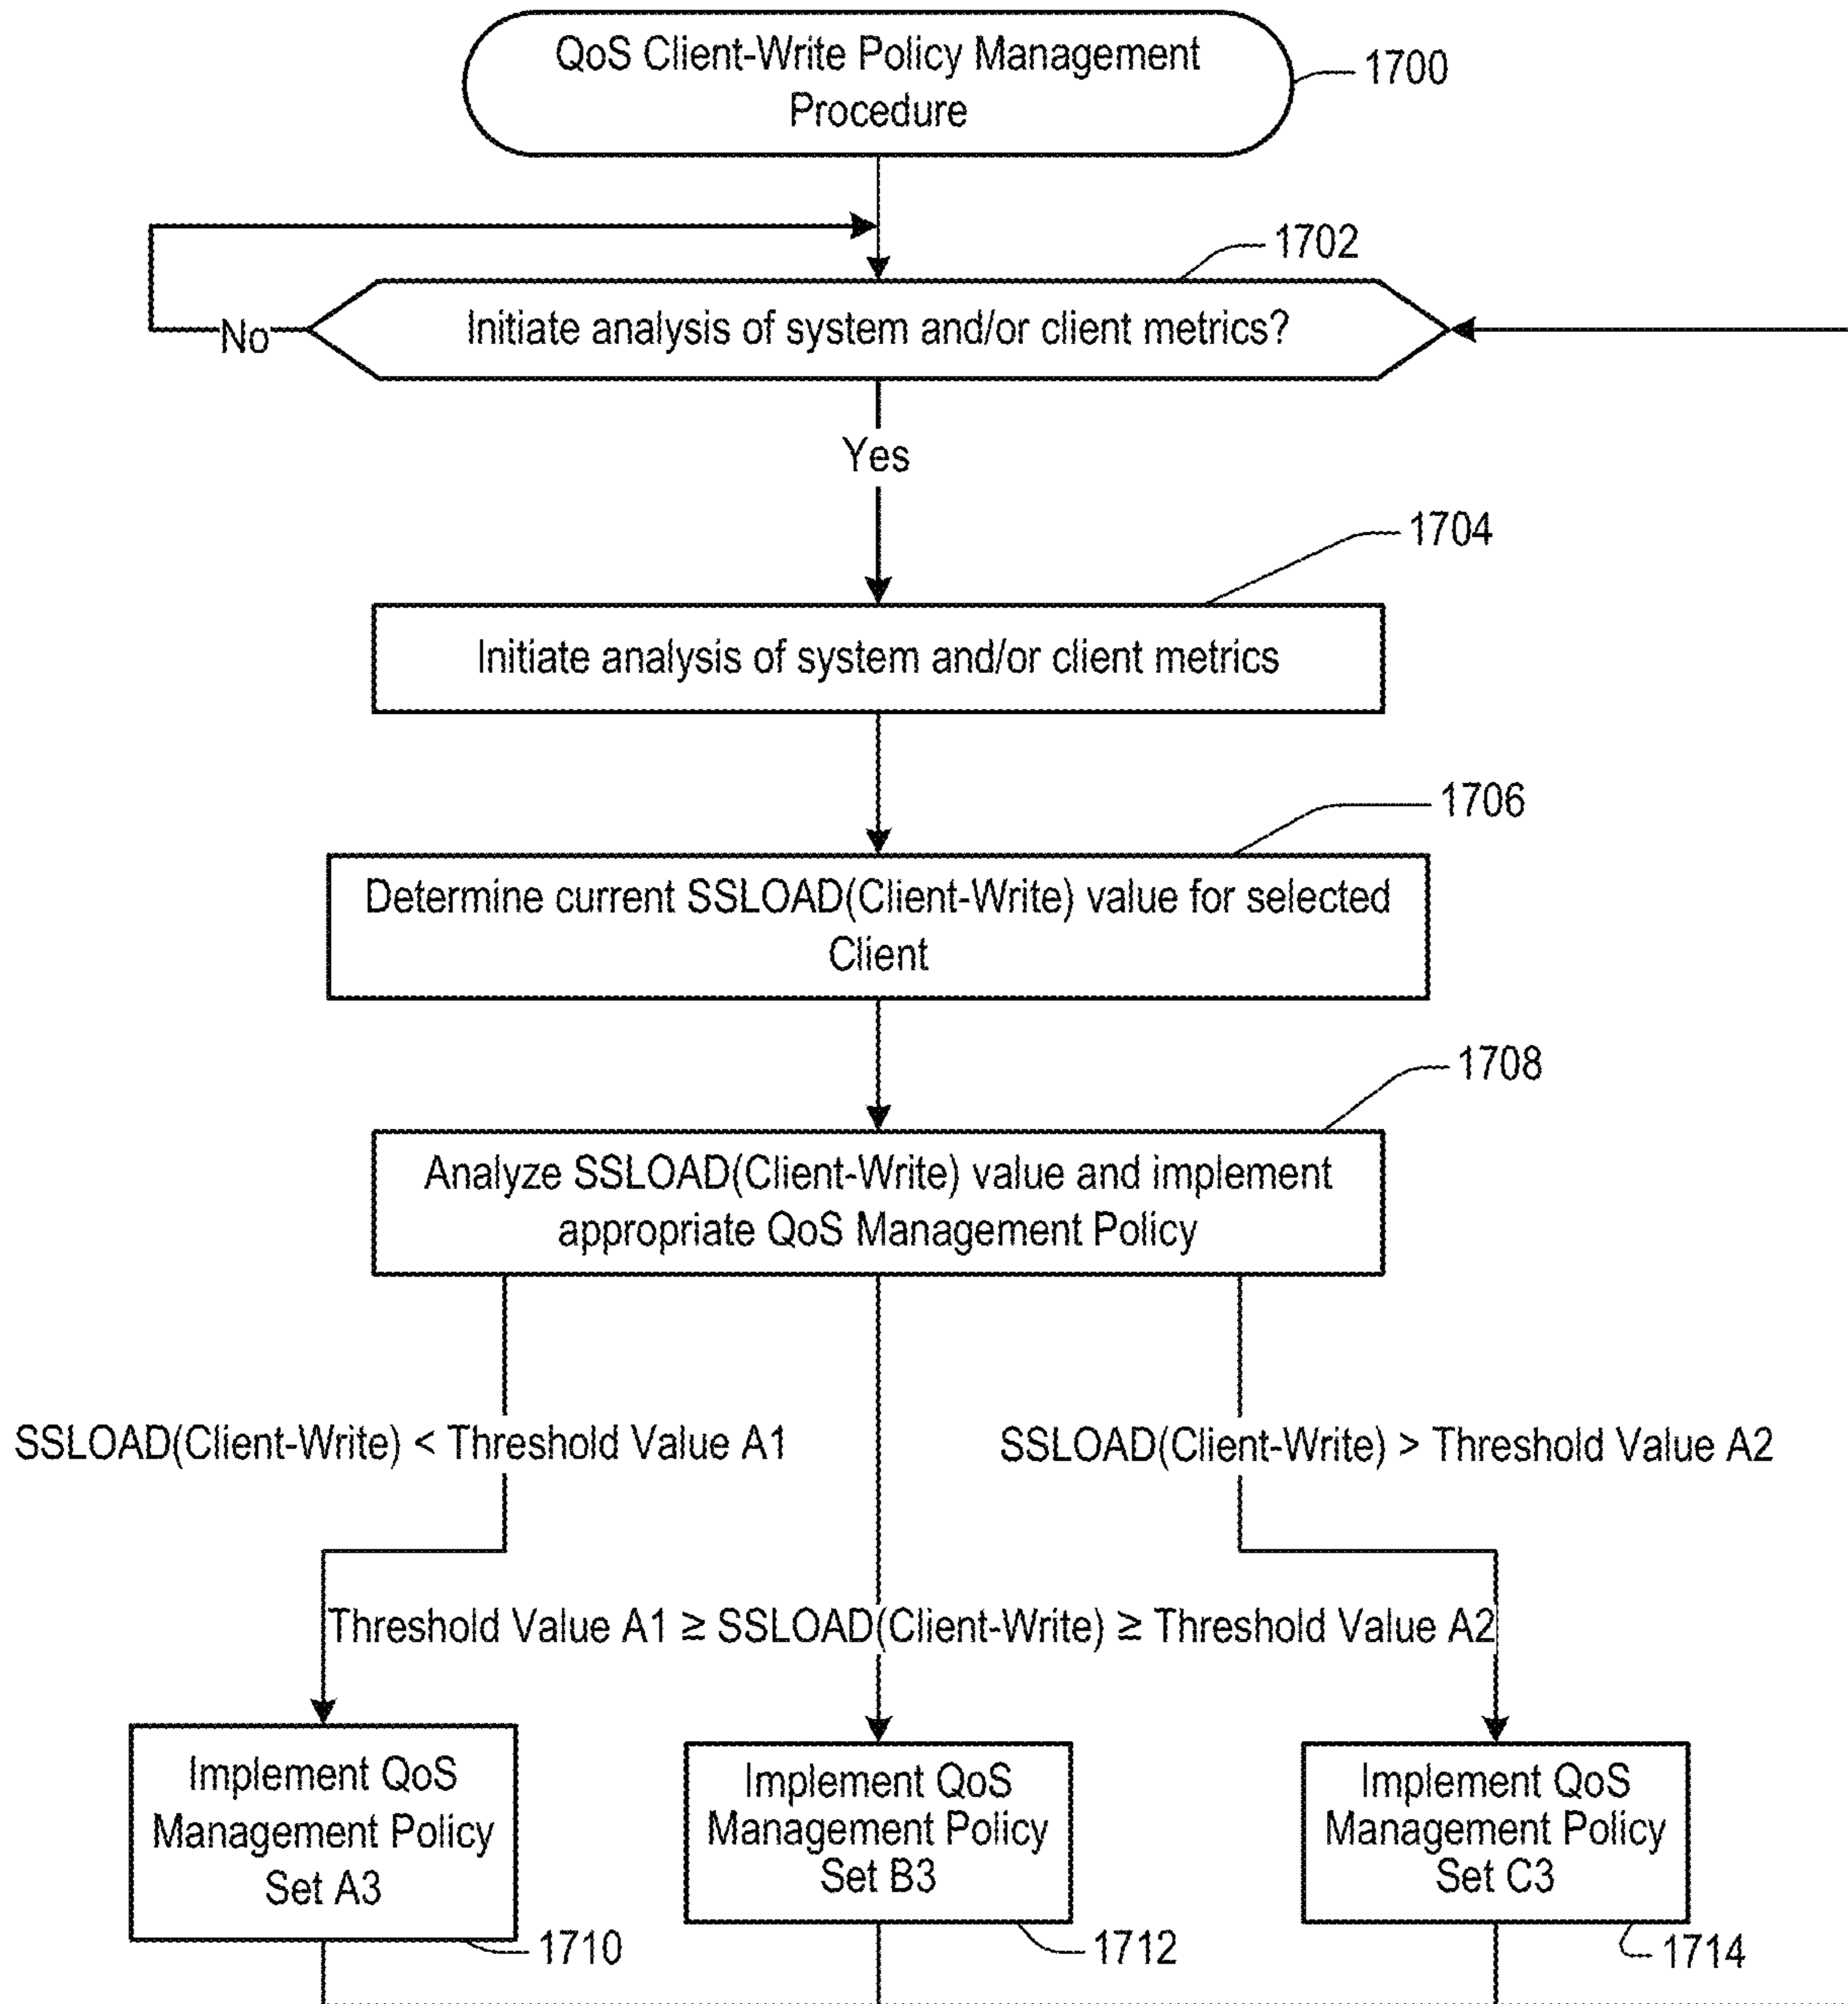 QoS Client-Write Policy Management
Procedure
1700
1702
Initiate analysis of system and/or client metrics?
No
Yes
1704
Initiate analysis of system and/or client metrics
1706
Determine current SSLOAD(Client-Write) value for selected
Client
1708
Analyze SSLOAD(Client-Write) value and implement
appropriate QoS Management Policy
SSLOAD(Client-Write) < Threshold Value A1
SSLOAD(Client-Write) > Threshold Value A2
Threshold Value A1 ≥ SSLOAD(Client-Write) ≥ Threshold Value A2
Implement QoS
Management Policy
Set A3
1710
Implement QoS
Management Policy
Set B3
1712
Implement QoS
Management Policy
Set C3
1714